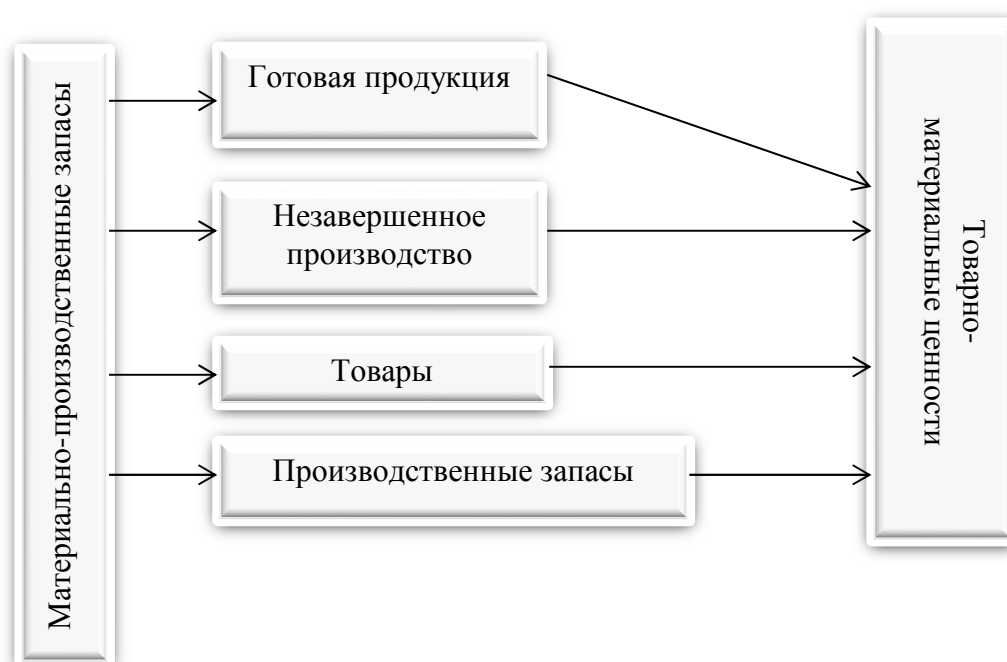 Материально-производственные запасы
Готовая продукция
Незавершенное
производство
Товары
Производственные запасы
Товарно-
материальные ценности